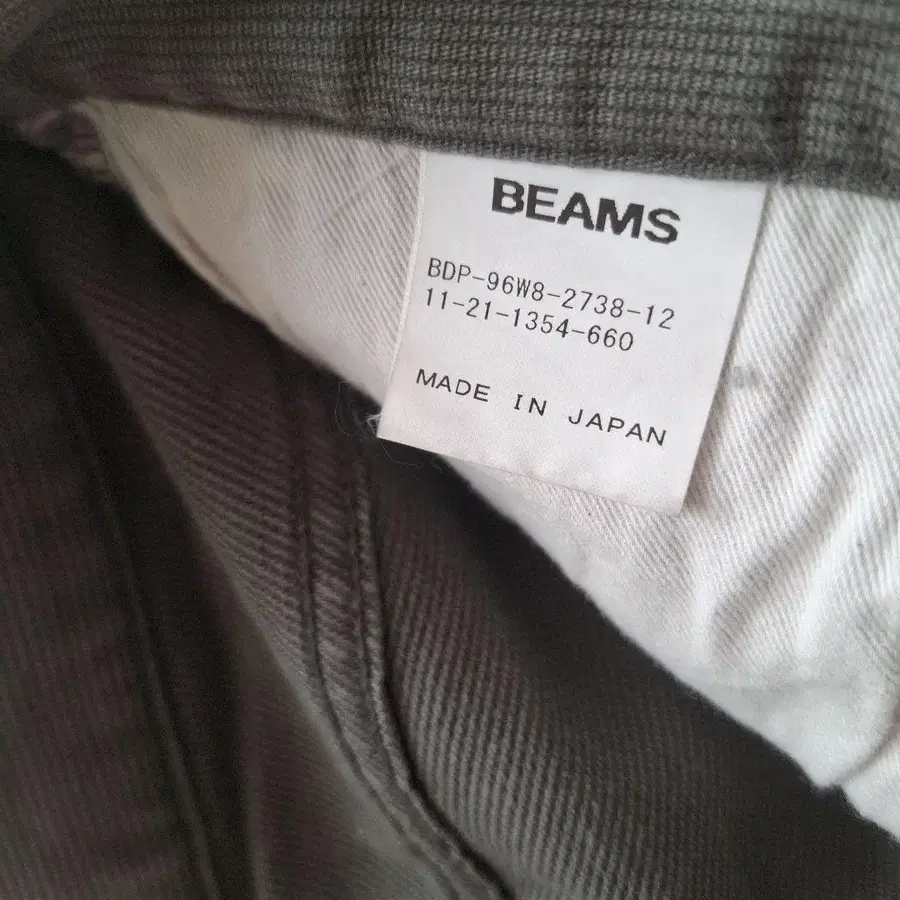 BEAMS
BDP-96W8-2738-12
11-21-1354-660
MADE IN JAPAN